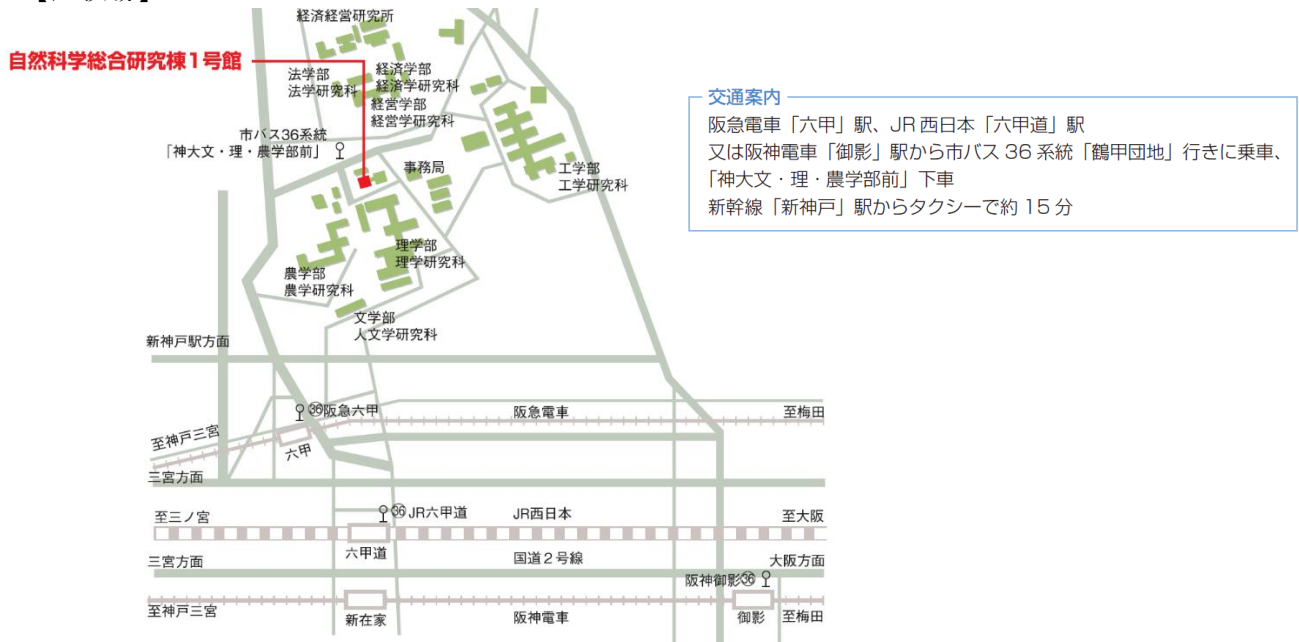 経済経営研究所
自然科学総合研究棟1号館
法学部
法学研究科
経済学部
経済学研究科
経営学部
経営学研究科
市バス36系統
「神大文・理・農学部前」
事務局
工学部
工学研究科
理学部
理学研究科
農学部
農学研究科
文学部
人文学研究科
新神戸駅方面
㊱阪急六甲
阪急電車
至梅田
至神戸三宮
六甲
三宮方面
至三ノ宮
㊱JR六甲道
JR西日本
至大阪
六甲道
三宮方面
国道2号線
大阪方面
阪神御影㊱
至神戸三宮
新在家
阪神電車
御影
至梅田
交通案内
阪急電車「六甲」駅、JR西日本「六甲道」駅
又は阪神電車「御影」駅から市バス36系統「鶴甲団地」行きに乗車、
「神大文・理・農学部前」下車
新幹線「新神戸」駅からタクシーで約15分